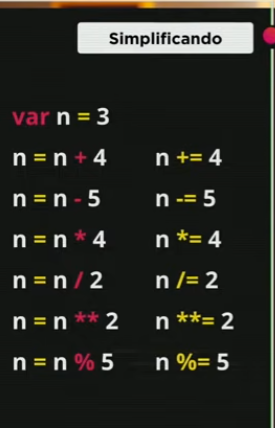 Simplificando
var n = 3
n = n + 4 n += 4
n = n - 5 n -= 5
n = n * 4 n *= 4
n = n / 2 n /= 2
n = n ** 2 n **= 2
n = n % 5 n %= 5